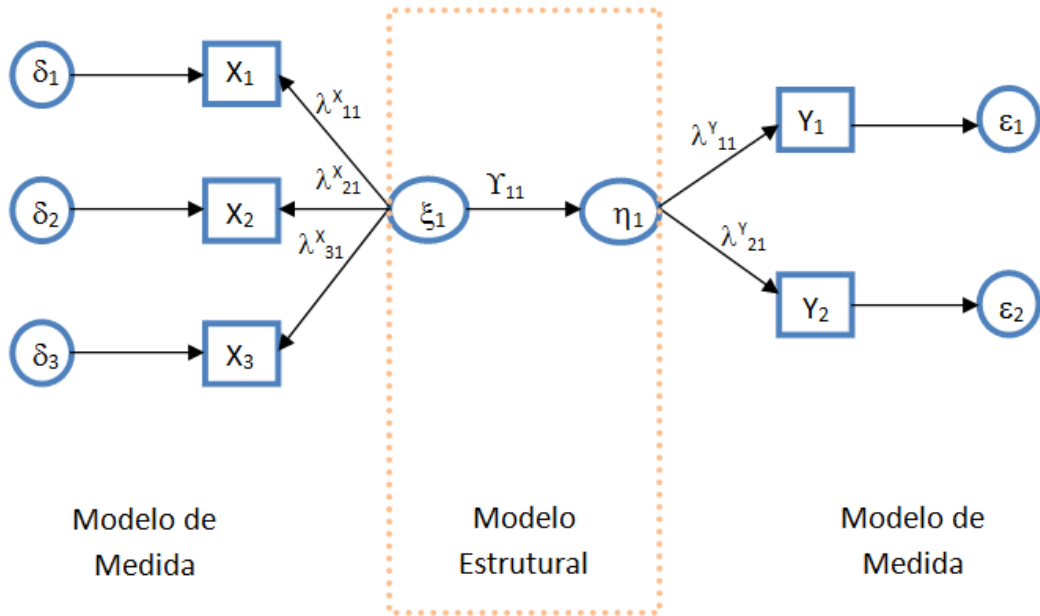 δ1
X1
λX11
δ2
X2
λX21
δ3
X3
λX31
ξ1
ϒ11
η1
λY11
Y1
ε1
λY21
Y2
ε2
Modelo de
Medida
Modelo
Estrutural
Modelo de
Medida